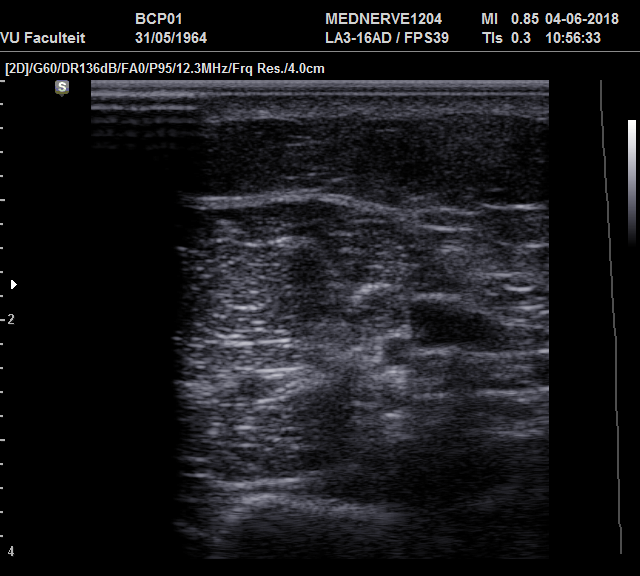 BCP01 MEDNERVE1204 MI 0.85 04-06-2018
VU Faculteit 31/05/1964 LA3-16AD / FPS39 TIs 0.3 10:56:33
[2D]/G60/DR136dB/FA0/P95/12.3MHz/Frq Res./4.0cm
S
2
4